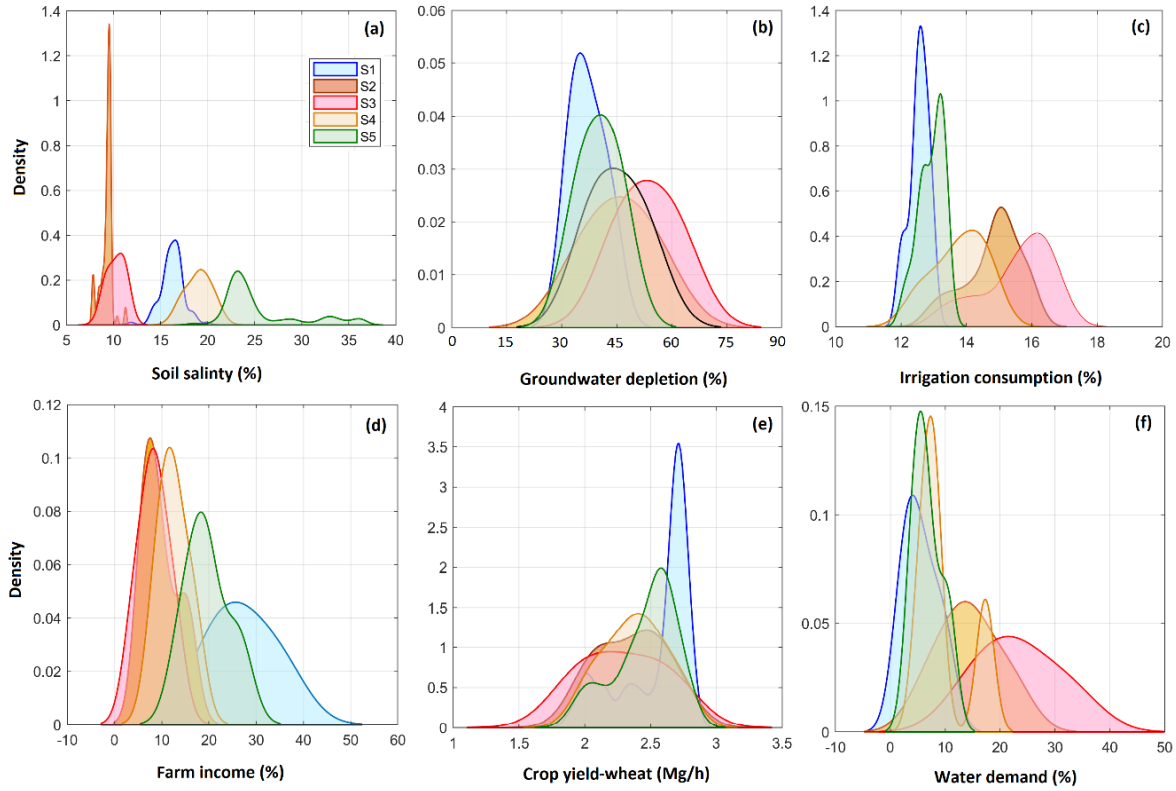 (a)
1.4
1.2
1
0.8
0.6
0.4
0.2
0
Density
5 10 15 20 25 30 35 40
Soil salinity (%)
S1
S2
S3
S4
S5
(b)
0.06
0.05
0.04
0.03
0.02
0.01
0
0 15 30 45 60 75 90
Groundwater depletion (%)
(c)
1.4
1.2
1
0.8
0.6
0.4
0.2
0
10 12 14 16 18 20
Irrigation consumption (%)
(d)
0.12
0.1
0.08
0.06
0.04
0.02
0
Density
-10 0 10 20 30 40 50 60
Farm income (%)
(e)
4
3.5
3
2.5
2
1.5
1
0.5
0
1 1.5 2 2.5 3 3.5
Crop yield-wheat (Mg/h)
(f)
0.15
0.1
0.05
0
-10 0 10 20 30 40 50
Water demand (%)